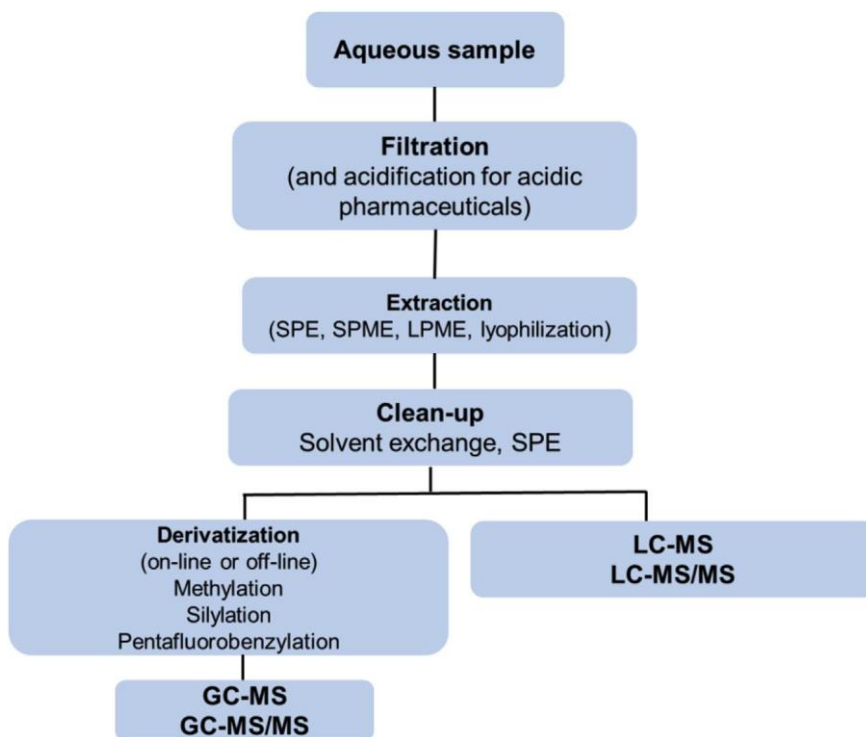 Aqueous sample
Filtration
(and acidification for acidic
pharmaceuticals)
Extraction
(SPE, SPME, LPME, lyophilization)
Clean-up
Solvent exchange, SPE
Derivatization
(on-line or off-line)
Methylation
Silylation
Pentafluorobenzylation
LC-MS
LC-MS/MS
GC-MS
GC-MS/MS